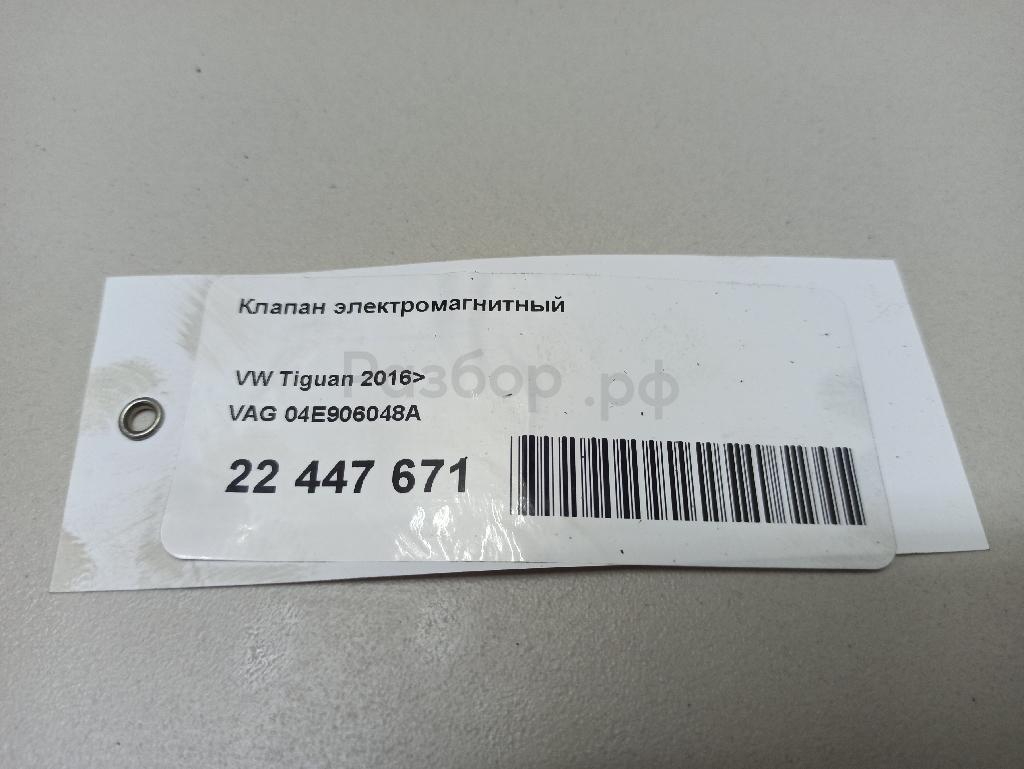 Клапан электромагнитный
VW Tiguan 2016>
VAG 04E906048A
22 447 671
Разбор.рф